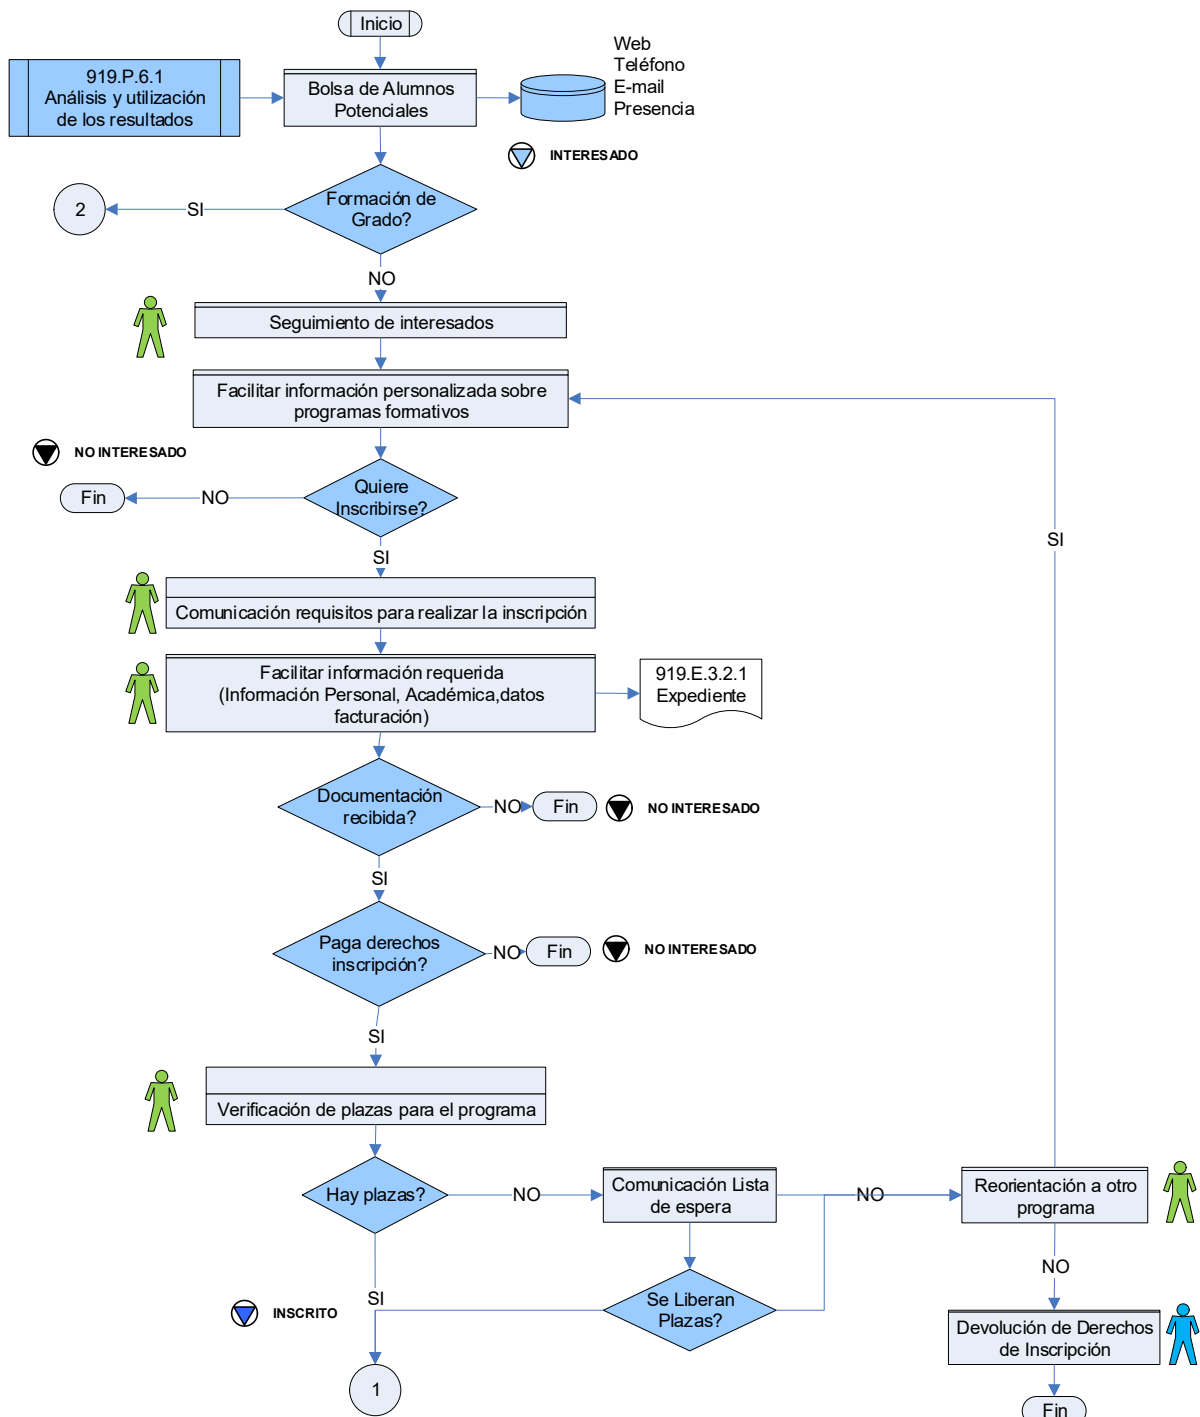 Inicio
919.P.6.1
Análisis y utilización
de los resultados
Bolsa de Alumnos
Potenciales
Web
Teléfono
E-mail
Presencia
INTERESADO
Formación de
Grado?
SI
2
NO
Seguimiento de interesados
Facilitar información personalizada sobre
programas formativos
NO INTERESADO
Quiere
Inscribirse?
NO
Fin
SI
SI
Comunicación requisitos para realizar la inscripción
Facilitar información requerida
(Información Personal, Académica,datos
facturación)
919.E.3.2.1
Expediente
Documentación
recibida?
NO
Fin
NO INTERESADO
SI
Paga derechos
inscripción?
NO
Fin
NO INTERESADO
SI
Verificación de plazas para el programa
Hay plazas?
NO
Comunicación Lista
de espera
NO
Reorientación a otro
programa
NO
SI
INSCRITO
Se Liberan
Plazas?
Devolución de Derechos
de Inscripción
1
Fin